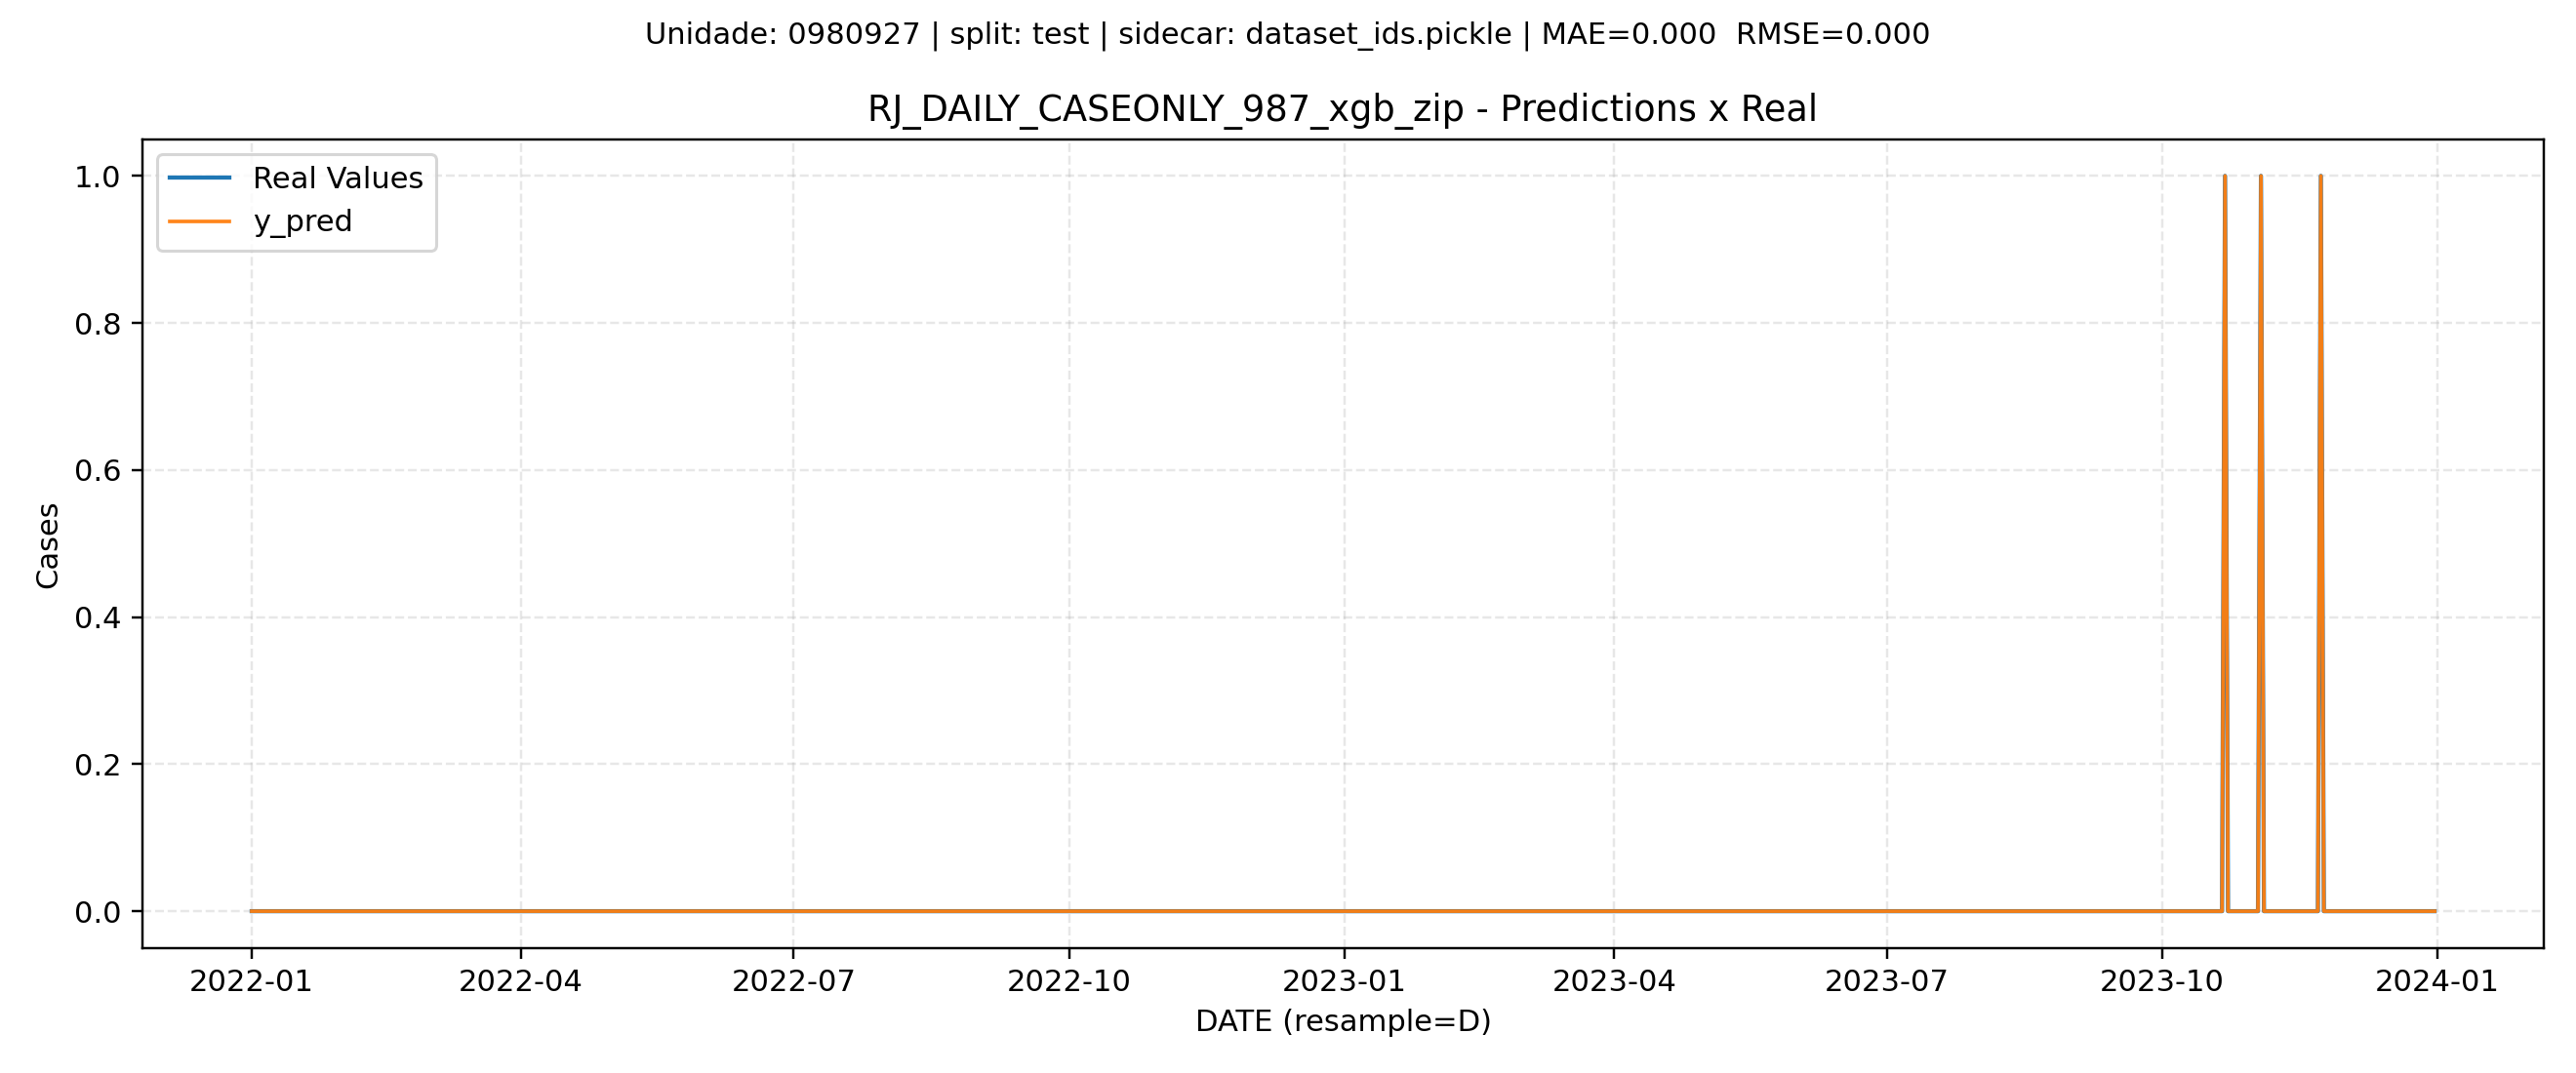 Unidade: 0980927 | split: test | sidecar: dataset_ids.pickle | MAE=0.000  RMSE=0.000
RJ_DAILY_CASEONLY_987_xgb_zip - Predictions x Real
Real Values
y_pred
1.0
0.8
0.6
0.4
0.2
0.0
Cases
2022-01 2022-04 2022-07 2022-10 2023-01 2023-04 2023-07 2023-10 2024-01
DATE (resample=D)